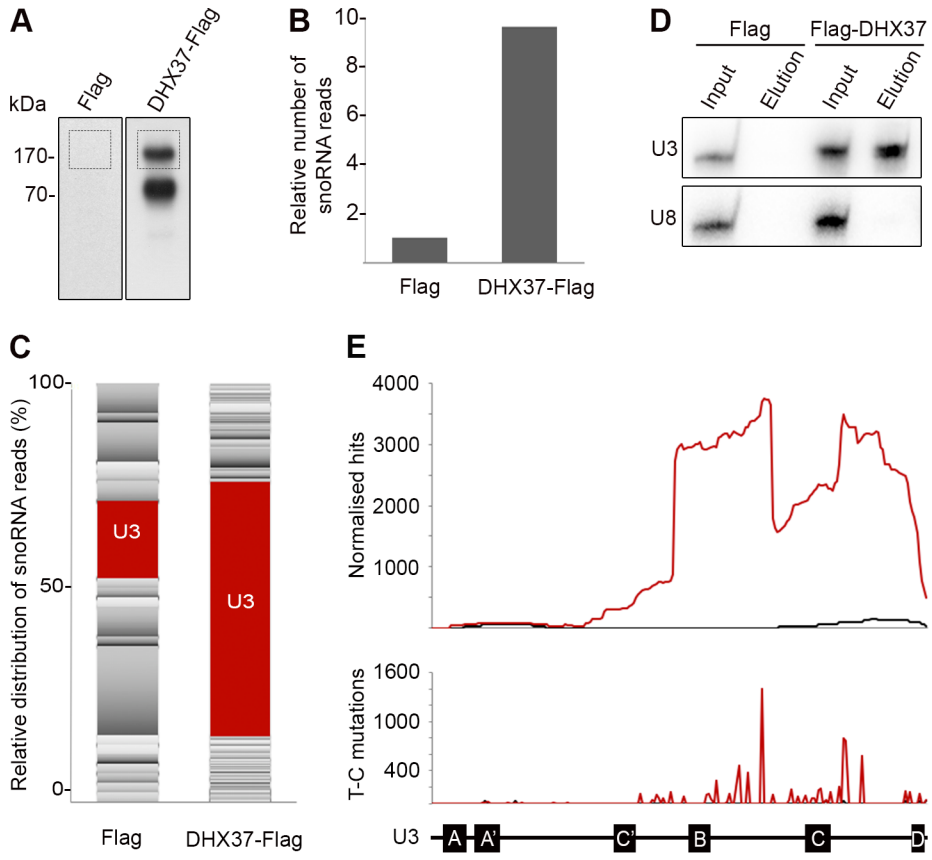 A
Flag
DHX37-Flag
kDa
170-
70-
B
Relative number of
snoRNA reads
10
8
6
4
2
Flag
DHX37-Flag
D
Flag
Flag-DHX37
Input
Elution
Input
Elution
U3
U8
C
Relative distribution of snoRNA reads (%)
100
50
0
U3
U3
Flag
DHX37-Flag
E
Normalised hits
4000
3000
2000
1000
T-C mutations
1600
1000
400
U3
A
A'
C'
B
C
D